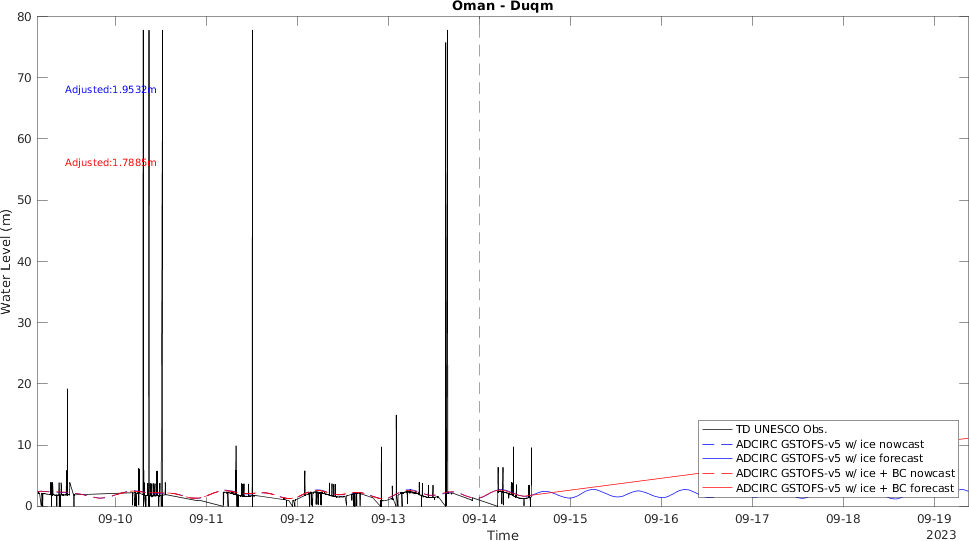 Oman - Duqm
80
70
60
50
40
30
20
10
0
Water Level (m)
Adjusted:1.9532m
Adjusted:1.7885m
TD UNESCO Obs.
ADCIRC GSTOFS-v5 w/ ice nowcast
ADCIRC GSTOFS-v5 w/ ice forecast
ADCIRC GSTOFS-v5 w/ ice + BC nowcast
ADCIRC GSTOFS-v5 w/ ice + BC forecast
09-10 09-11 09-12 09-13 09-14 09-15 09-16 09-17 09-18 09-19
Time
2023